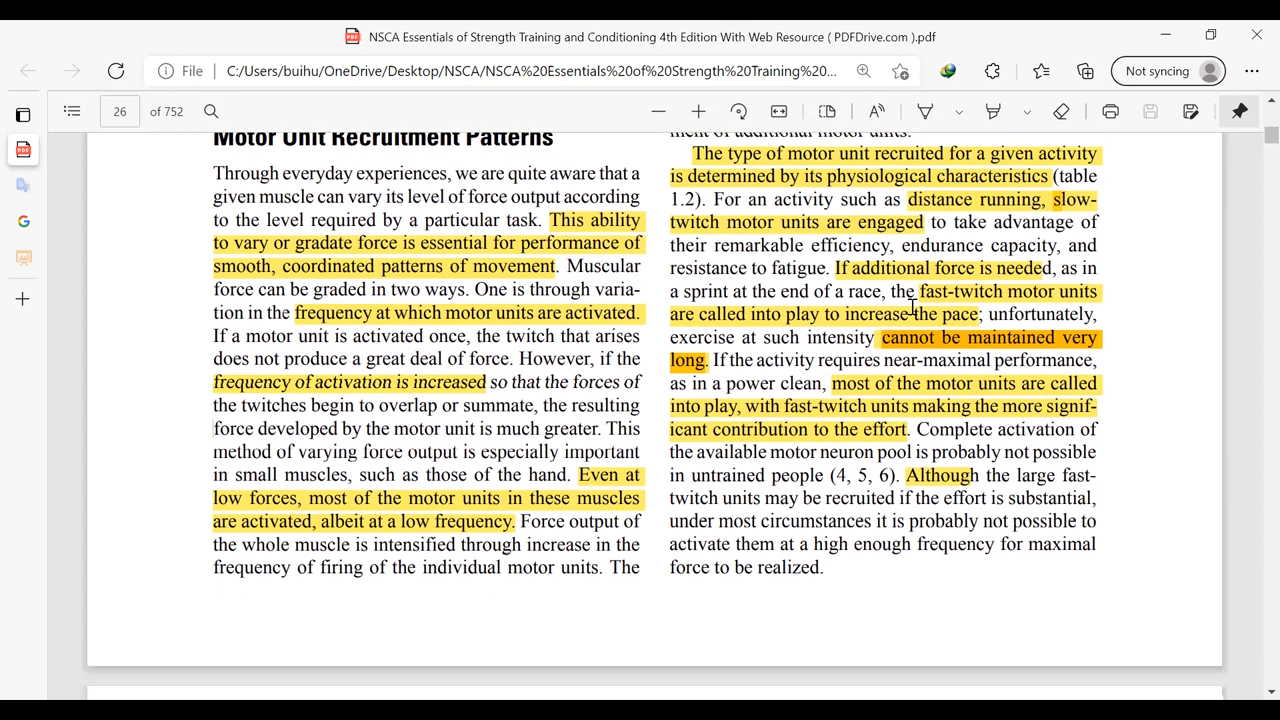 NSCA Essentials of Strength Training and Conditioning 4th Edition With Web Resource ( PDFDrive.com ).pdf
File
C:/Users/buihu/OneDrive/Desktop/NSCA/NSCA%20Essentials%20of%20Strength%20Training%20...
Not syncing
26
of 752
Motor Unit Recruitment Patterns
Through everyday experiences, we are quite aware that a
given muscle can vary its level of force output according
to the level required by a particular task. This ability
to vary or gradate force is essential for performance of
smooth, coordinated patterns of movement. Muscular
force can be graded in two ways. One is through varia-
tion in the frequency at which motor units are activated.
If a motor unit is activated once, the twitch that arises
does not produce a great deal of force. However, if the
frequency of activation is increased so that the forces of
the twitches begin to overlap or summate, the resulting
force developed by the motor unit is much greater. This
method of varying force output is especially important
in small muscles, such as those of the hand. Even at
low forces, most of the motor units in these muscles
are activated, albeit at a low frequency. Force output of
the whole muscle is intensified through increase in the
frequency of firing of the individual motor units. The
ment of additional motor units.
The type of motor unit recruited for a given activity
is determined by its physiological characteristics (table
1.2). For an activity such as distance running, slow-
twitch motor units are engaged to take advantage of
their remarkable efficiency, endurance capacity, and
resistance to fatigue. If additional force is needed, as in
a sprint at the end of a race, the fast-twitch motor units
are called into play to increase the pace; unfortunately,
exercise at such intensity cannot be maintained very
long. If the activity requires near-maximal performance,
as in a power clean, most of the motor units are called
into play, with fast-twitch units making the more signif-
icant contribution to the effort. Complete activation of
the available motor neuron pool is probably not possible
in untrained people (4, 5, 6). Although the large fast-
twitch units may be recruited if the effort is substantial,
under most circumstances it is probably not possible to
activate them at a high enough frequency for maximal
force to be realized.